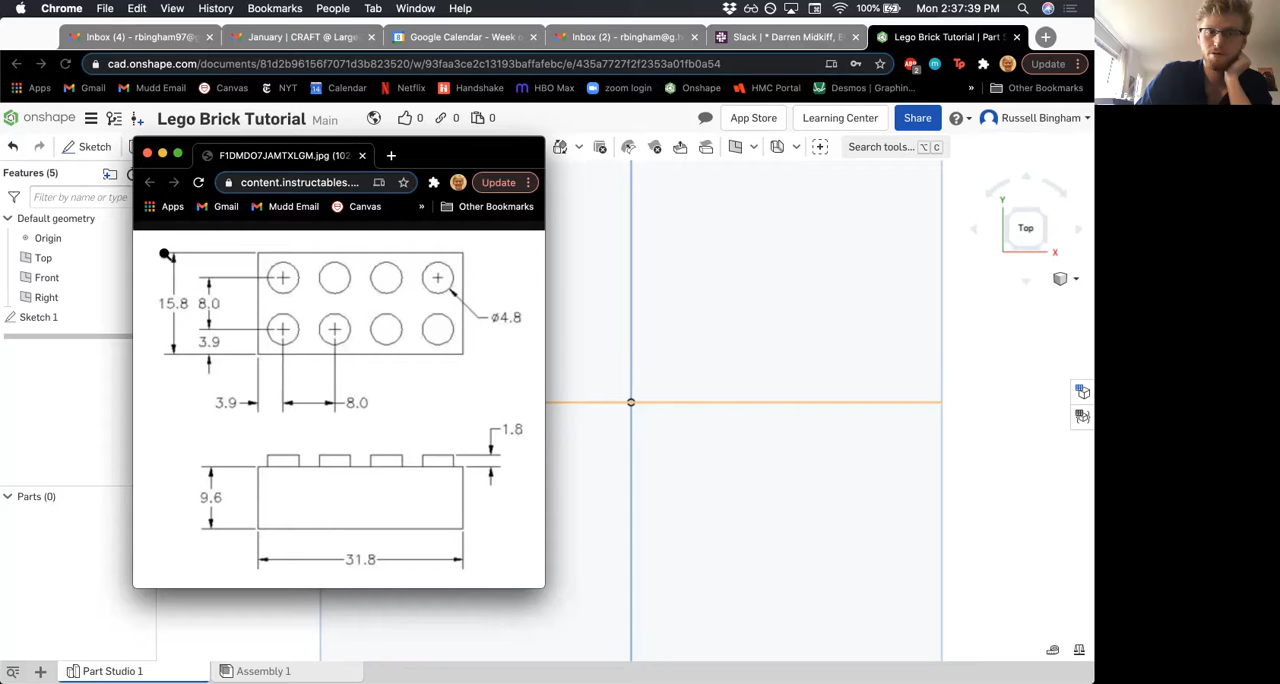 Chrome File Edit View History Bookmarks People Tab Window Help 100% Mon 2:37:39 PM
Inbox (4) - rbingham97@g January | CRAFT @ Large Google Calendar - Week o Inbox (2) - rbingham@g.h Slack | * Darren Midkiff, E Lego Brick Tutorial | Part S
cad.onshape.com/documents/81d2b96156f7071d3b823520/w/93faa3ce2c13193baffafebc/e/435a7727f2f2353a01fb0a54 2 Update
Apps Gmail Mudd Email Canvas NYT 14 Calendar Netflix Handshake HBO Max zoom login Onshape HMC Portal Desmos | Graphin... » Other Bookmarks
onshape Lego Brick Tutorial Main 0 0 0 App Store Learning Center Share Russell Bingham
Sketch Search tools... ⌥ C
Features (5)
Filter by name or type
Default geometry
Origin
Top
Front
Right
Sketch 1
Parts (0)
F1DMDO7JAMTXLGM.jpg (102
content.instructables.... Update
Apps Gmail Mudd Email Canvas » Other Bookmarks
15.8 8.0
ø4.8
3.9
3.9 8.0
1.8
9.6
31.8
Y
Top
X
Part Studio 1 Assembly 1